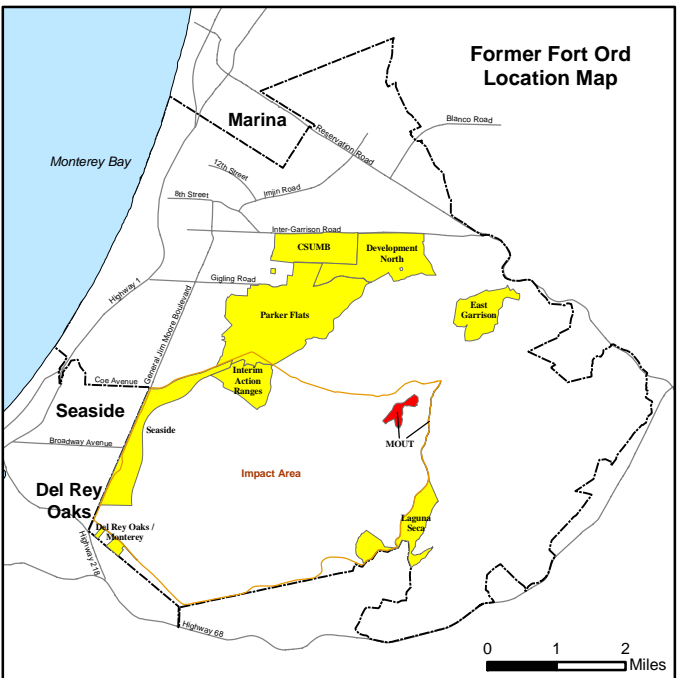 Former Fort Ord
Location Map
Marina
Blanco Road
Reservation Road
Monterey Bay
12th Street
Imjin Road
8th Street
Inter-Garrison Road
CSUMB
Development
North
Gigling Road
Highway 1
General Jim Moore Boulevard
East
Garrison
Parker Flats
Interim
Action
Ranges
Coe Avenue
Seaside
Seaside
Broadway Avenue
MOUT
Impact Area
Del Rey
Oaks
Laguna
Seca
Del Rey Oaks /
Monterey
Highway 218
Highway 68
0 1 2
Miles